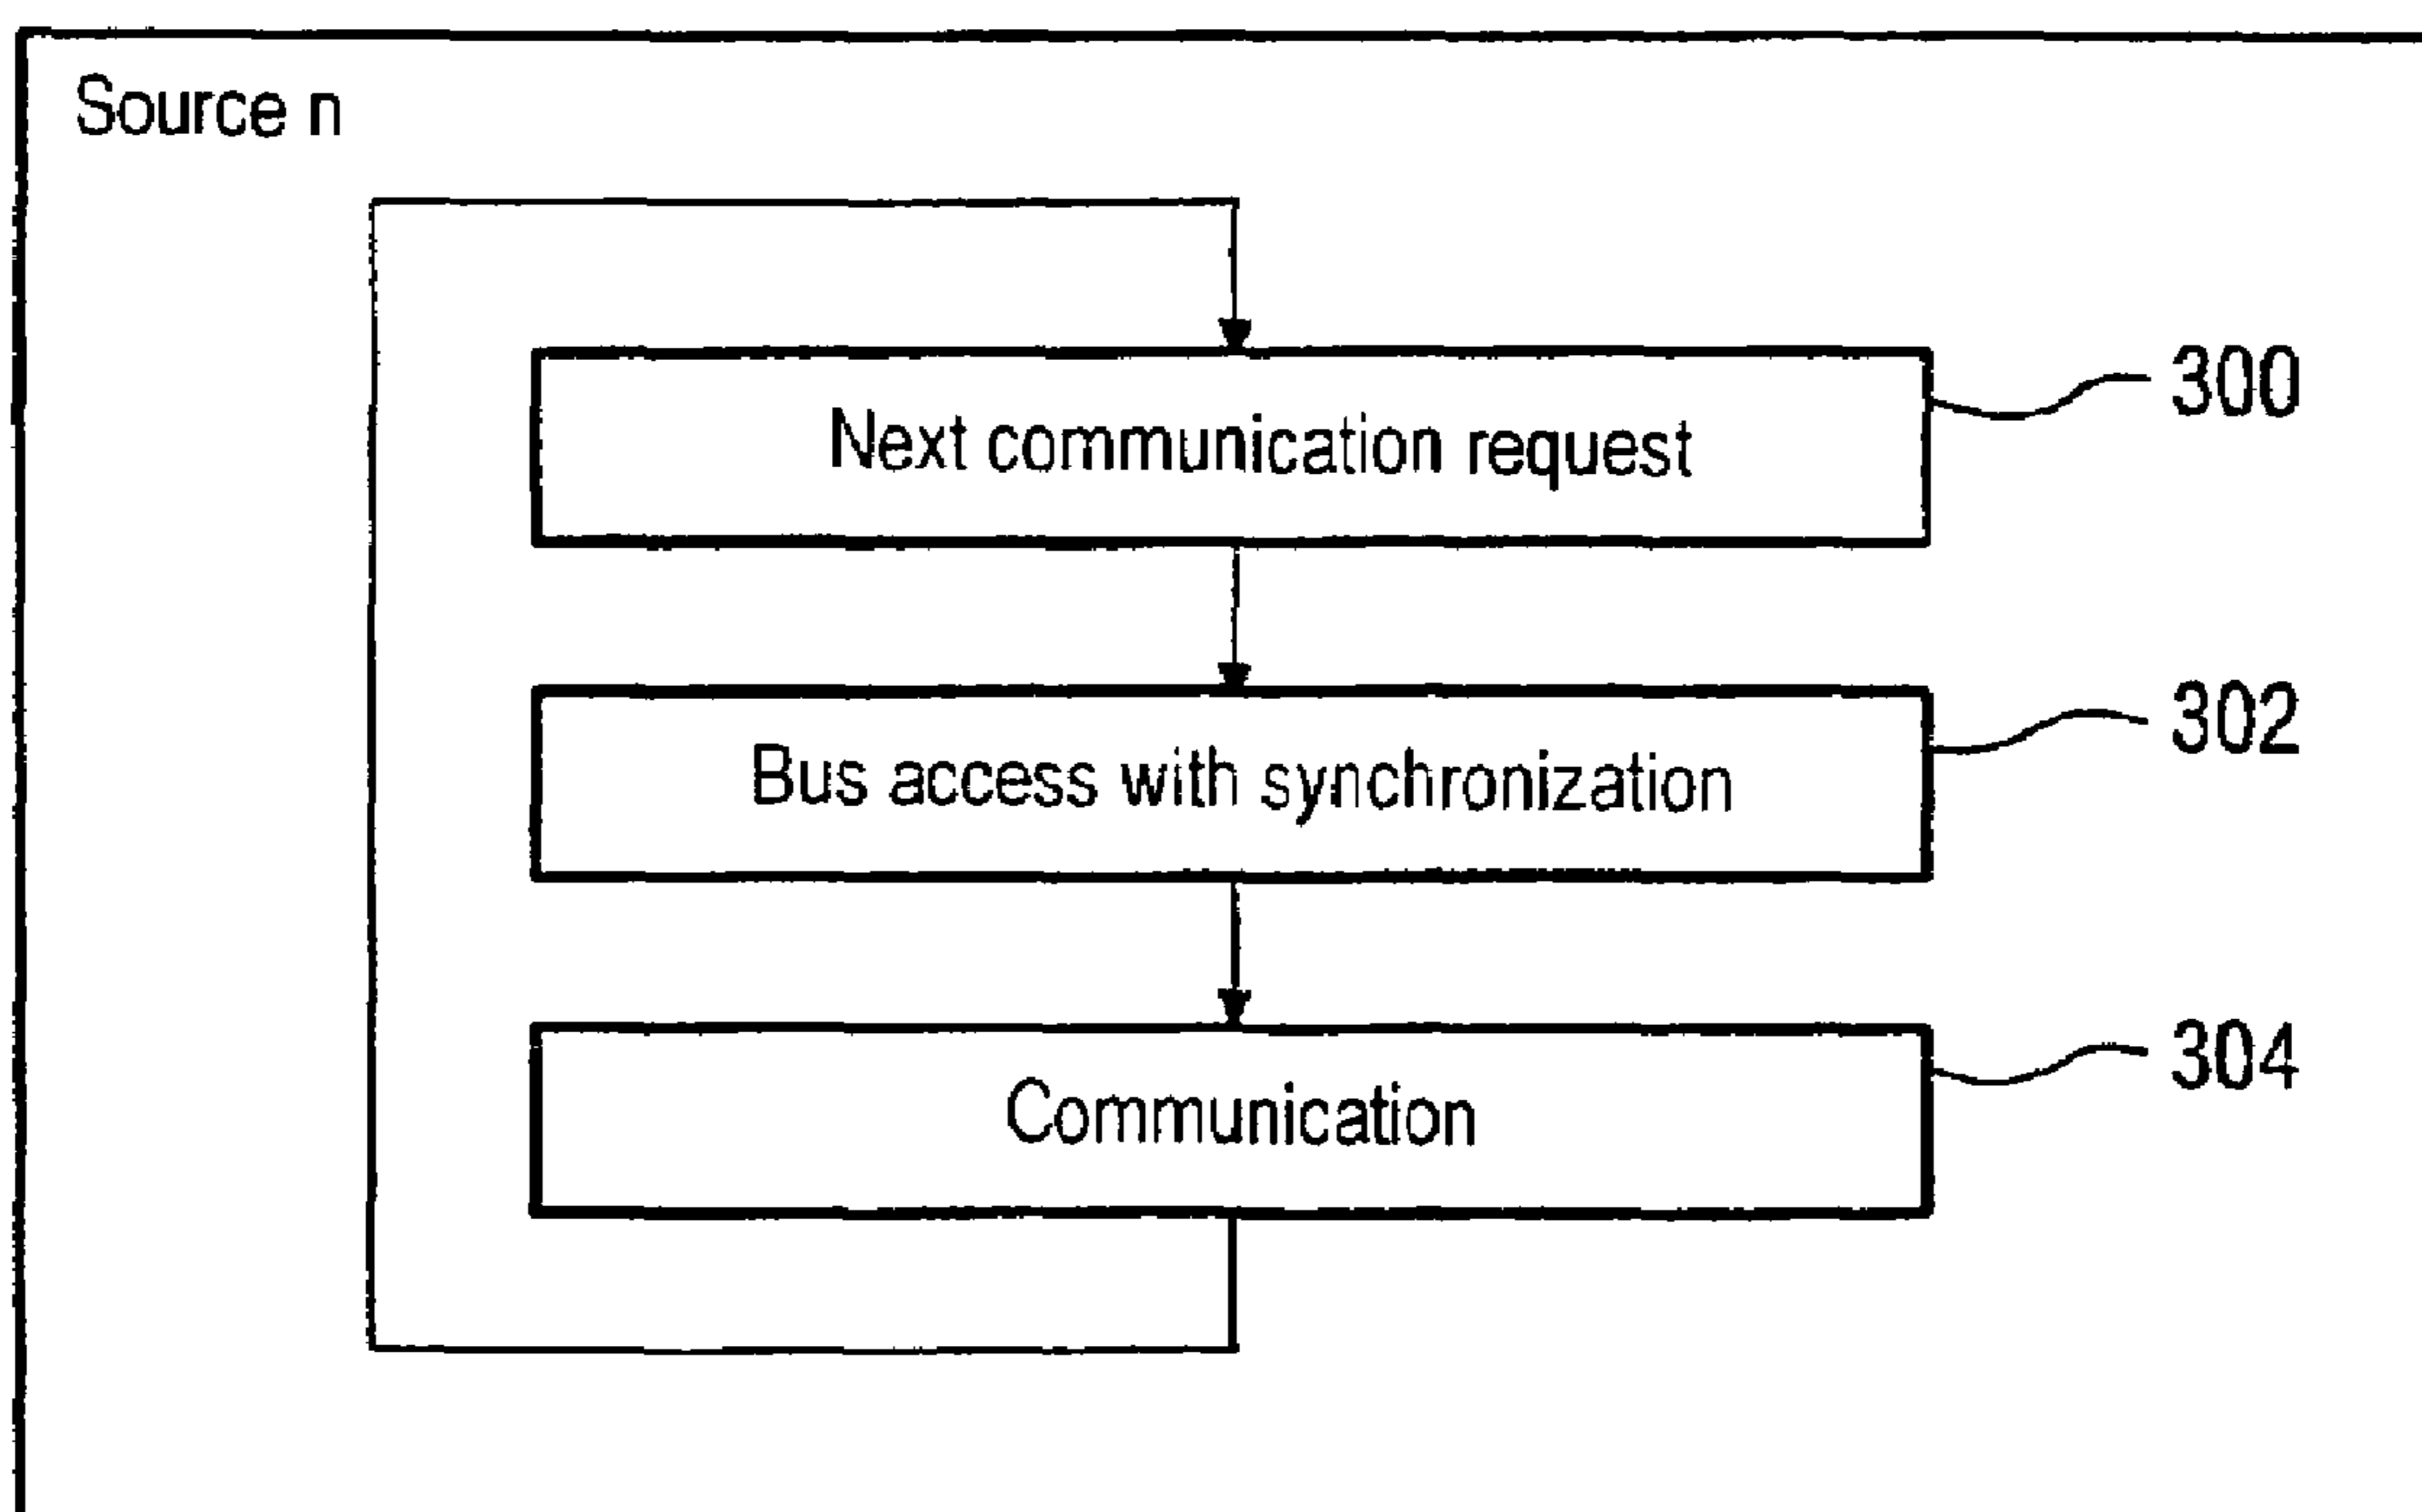 Source n
Next communication request
300
Bus access with synchronization
302
Communication
304